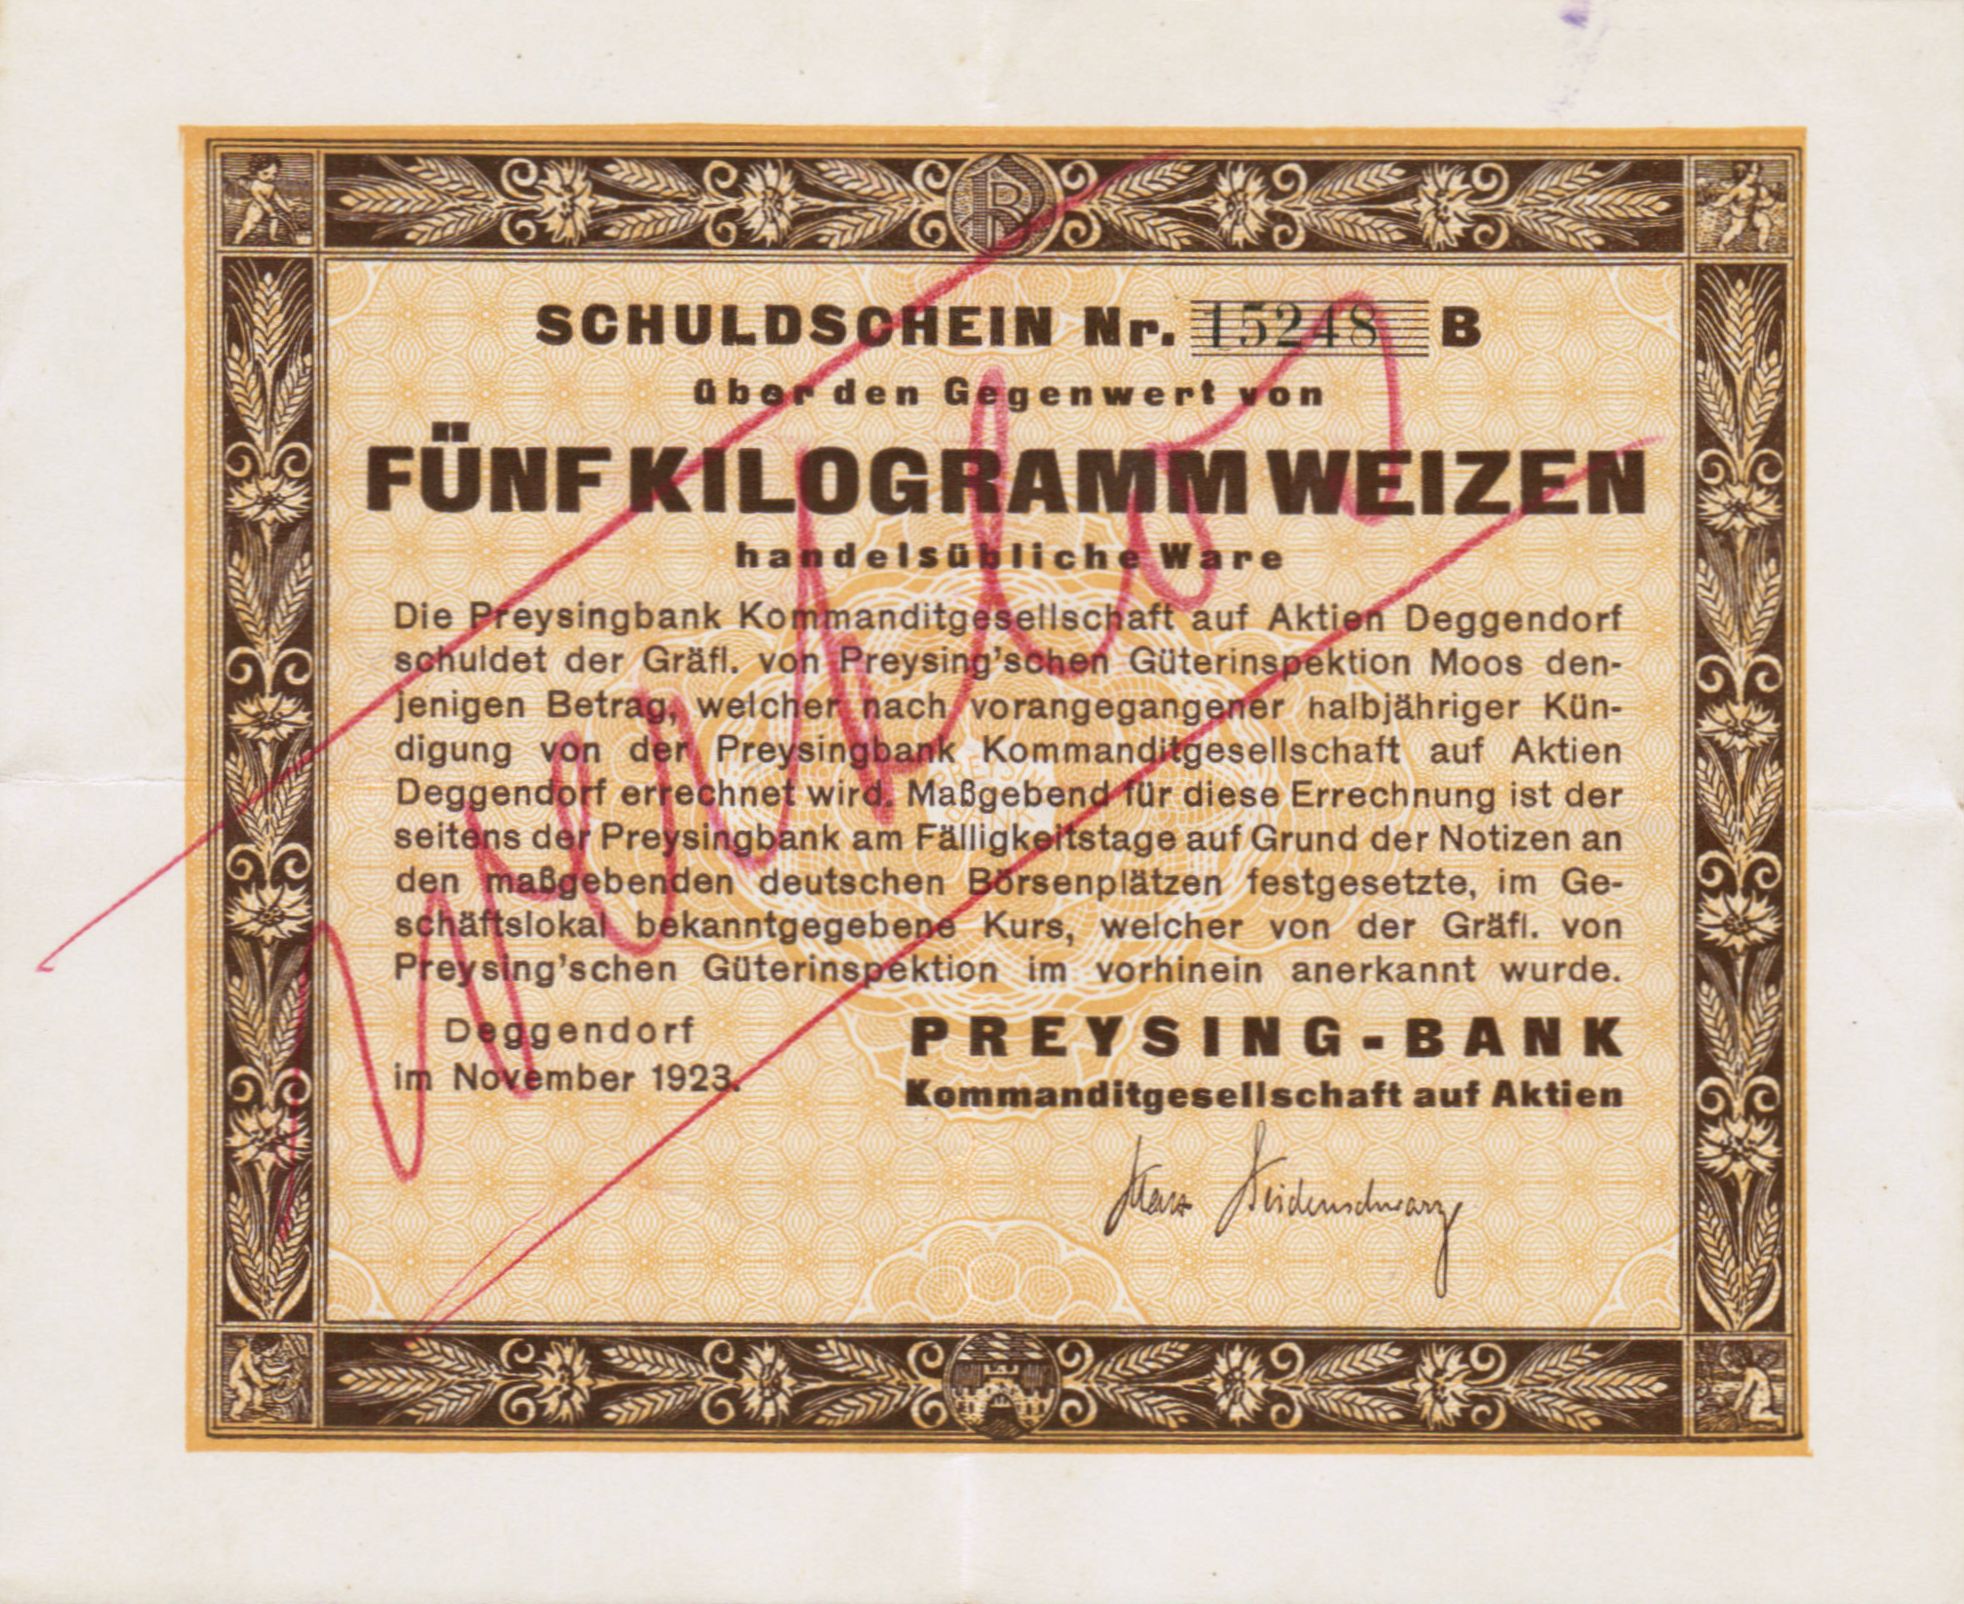 SCHULDSCHEIN Nr. 15248 B
über den Gegenwert von
FÜNF KILOGRAMM WEIZEN
handelsübliche Ware
Die Preysingbank Kommanditgesellschaft auf Aktien Deggendorf
schuldet der Gräfl. von Preysing'schen Güterinspektion Moos den-
jenigen Betrag, welcher nach vorangegangener halbjähriger Kün-
digung von der Preysingbank Kommanditgesellschaft auf Aktien
Deggendorf errechnet wird. Maßgebend für diese Errechnung ist der
seitens der Preysingbank am Fälligkeitstage auf Grund der Notizen an
den maßgebenden deutschen Börsenplätzen festgesetzte, im Ge-
schäftslokal bekanntgegebene Kurs, welcher von der Gräfl. von
Preysing'schen Güterinspektion im vorhinein anerkannt wurde.
Deggendorf
im November 1923.
PREYSING-BANK
Kommanditgesellschaft auf Aktien
wertlos